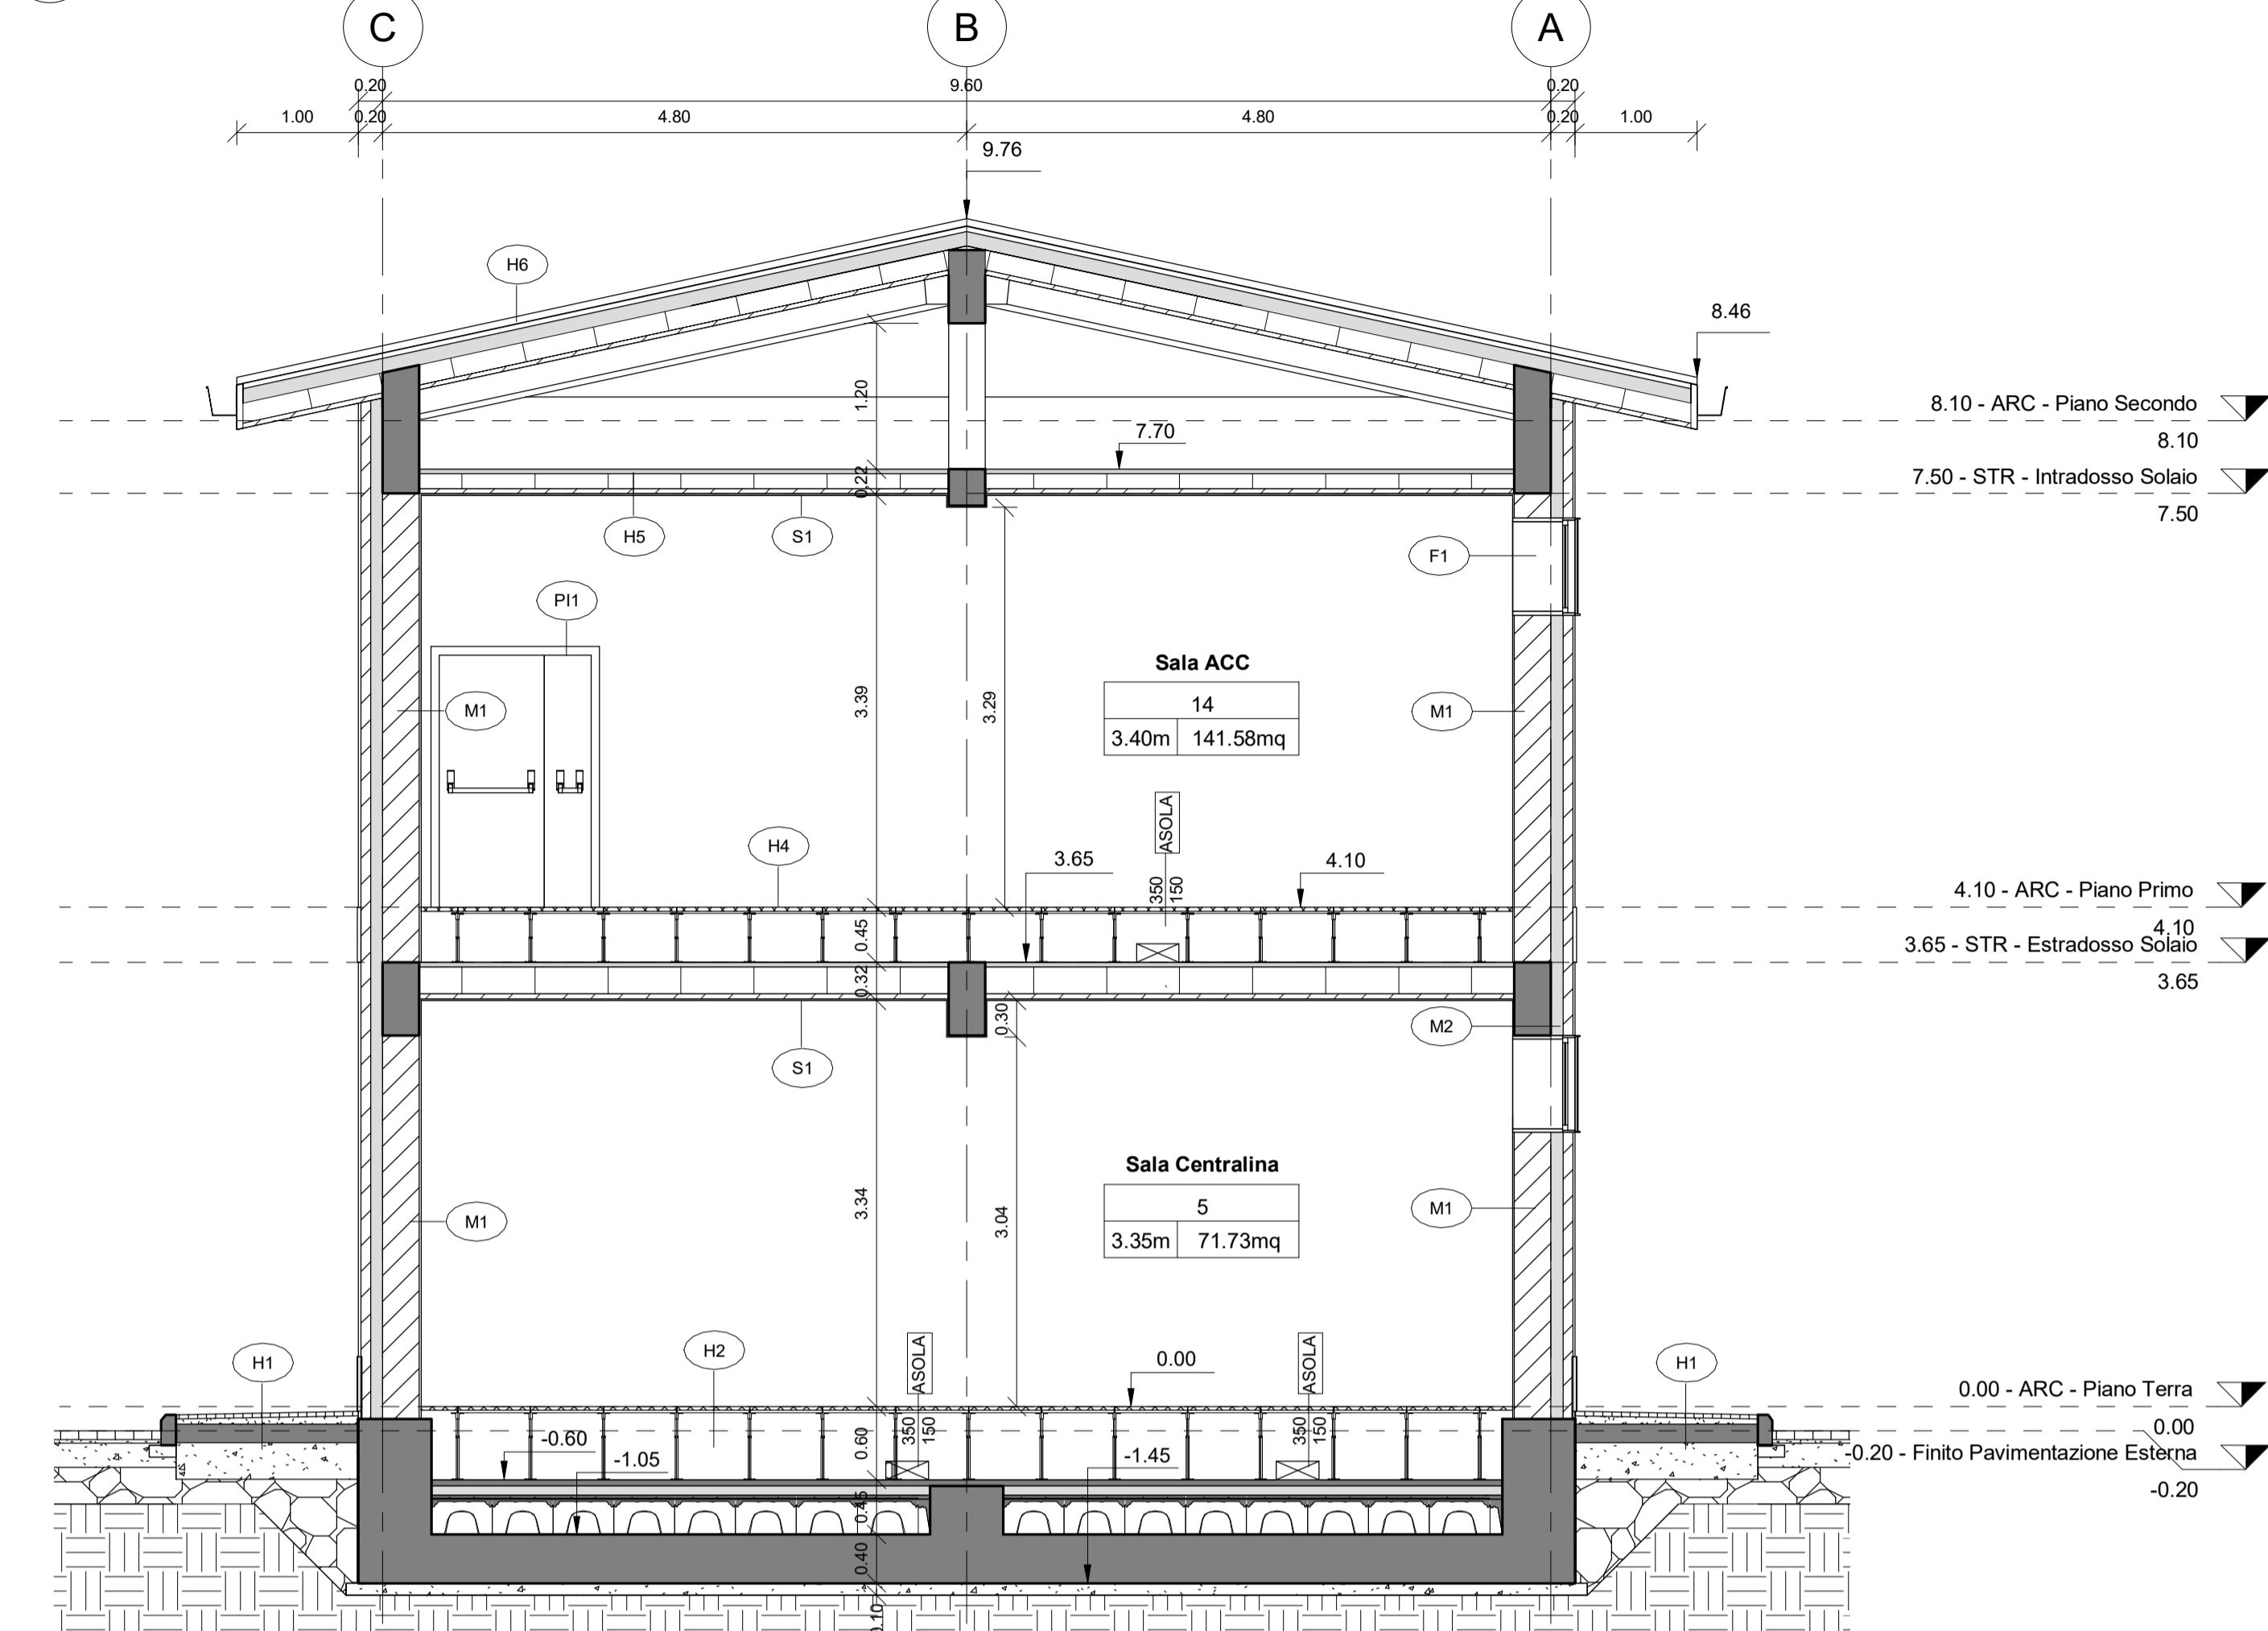 C
B
A
0.20
9.60
0.20
1.00
0.20
4.80
4.80
0.20
1.00
9.76
H6
8.46
1.20
8.10 - ARC - Piano Secondo
8.10
7.70
0.22
7.50 - STR - Intradosso Solaio
7.50
H5
S1
F1
PI1
Sala ACC
14
3.40m
141.58mq
M1
3.39
3.29
M1
H4
ASOLA
350
150
3.65
4.10
4.10 - ARC - Piano Primo
4.10
0.45
3.65 - STR - Estradosso Solaio
3.65
0.32
0.30
M2
S1
Sala Centralina
5
3.35m
71.73mq
M1
3.34
3.04
M1
H1
H2
ASOLA
350
150
0.00
ASOLA
350
150
H1
0.00 - ARC - Piano Terra
0.00
-0.60
-1.05
0.60
-1.45
-0.20 - Finito Pavimentazione Esterna
-0.20
0.45
0.40
0.10